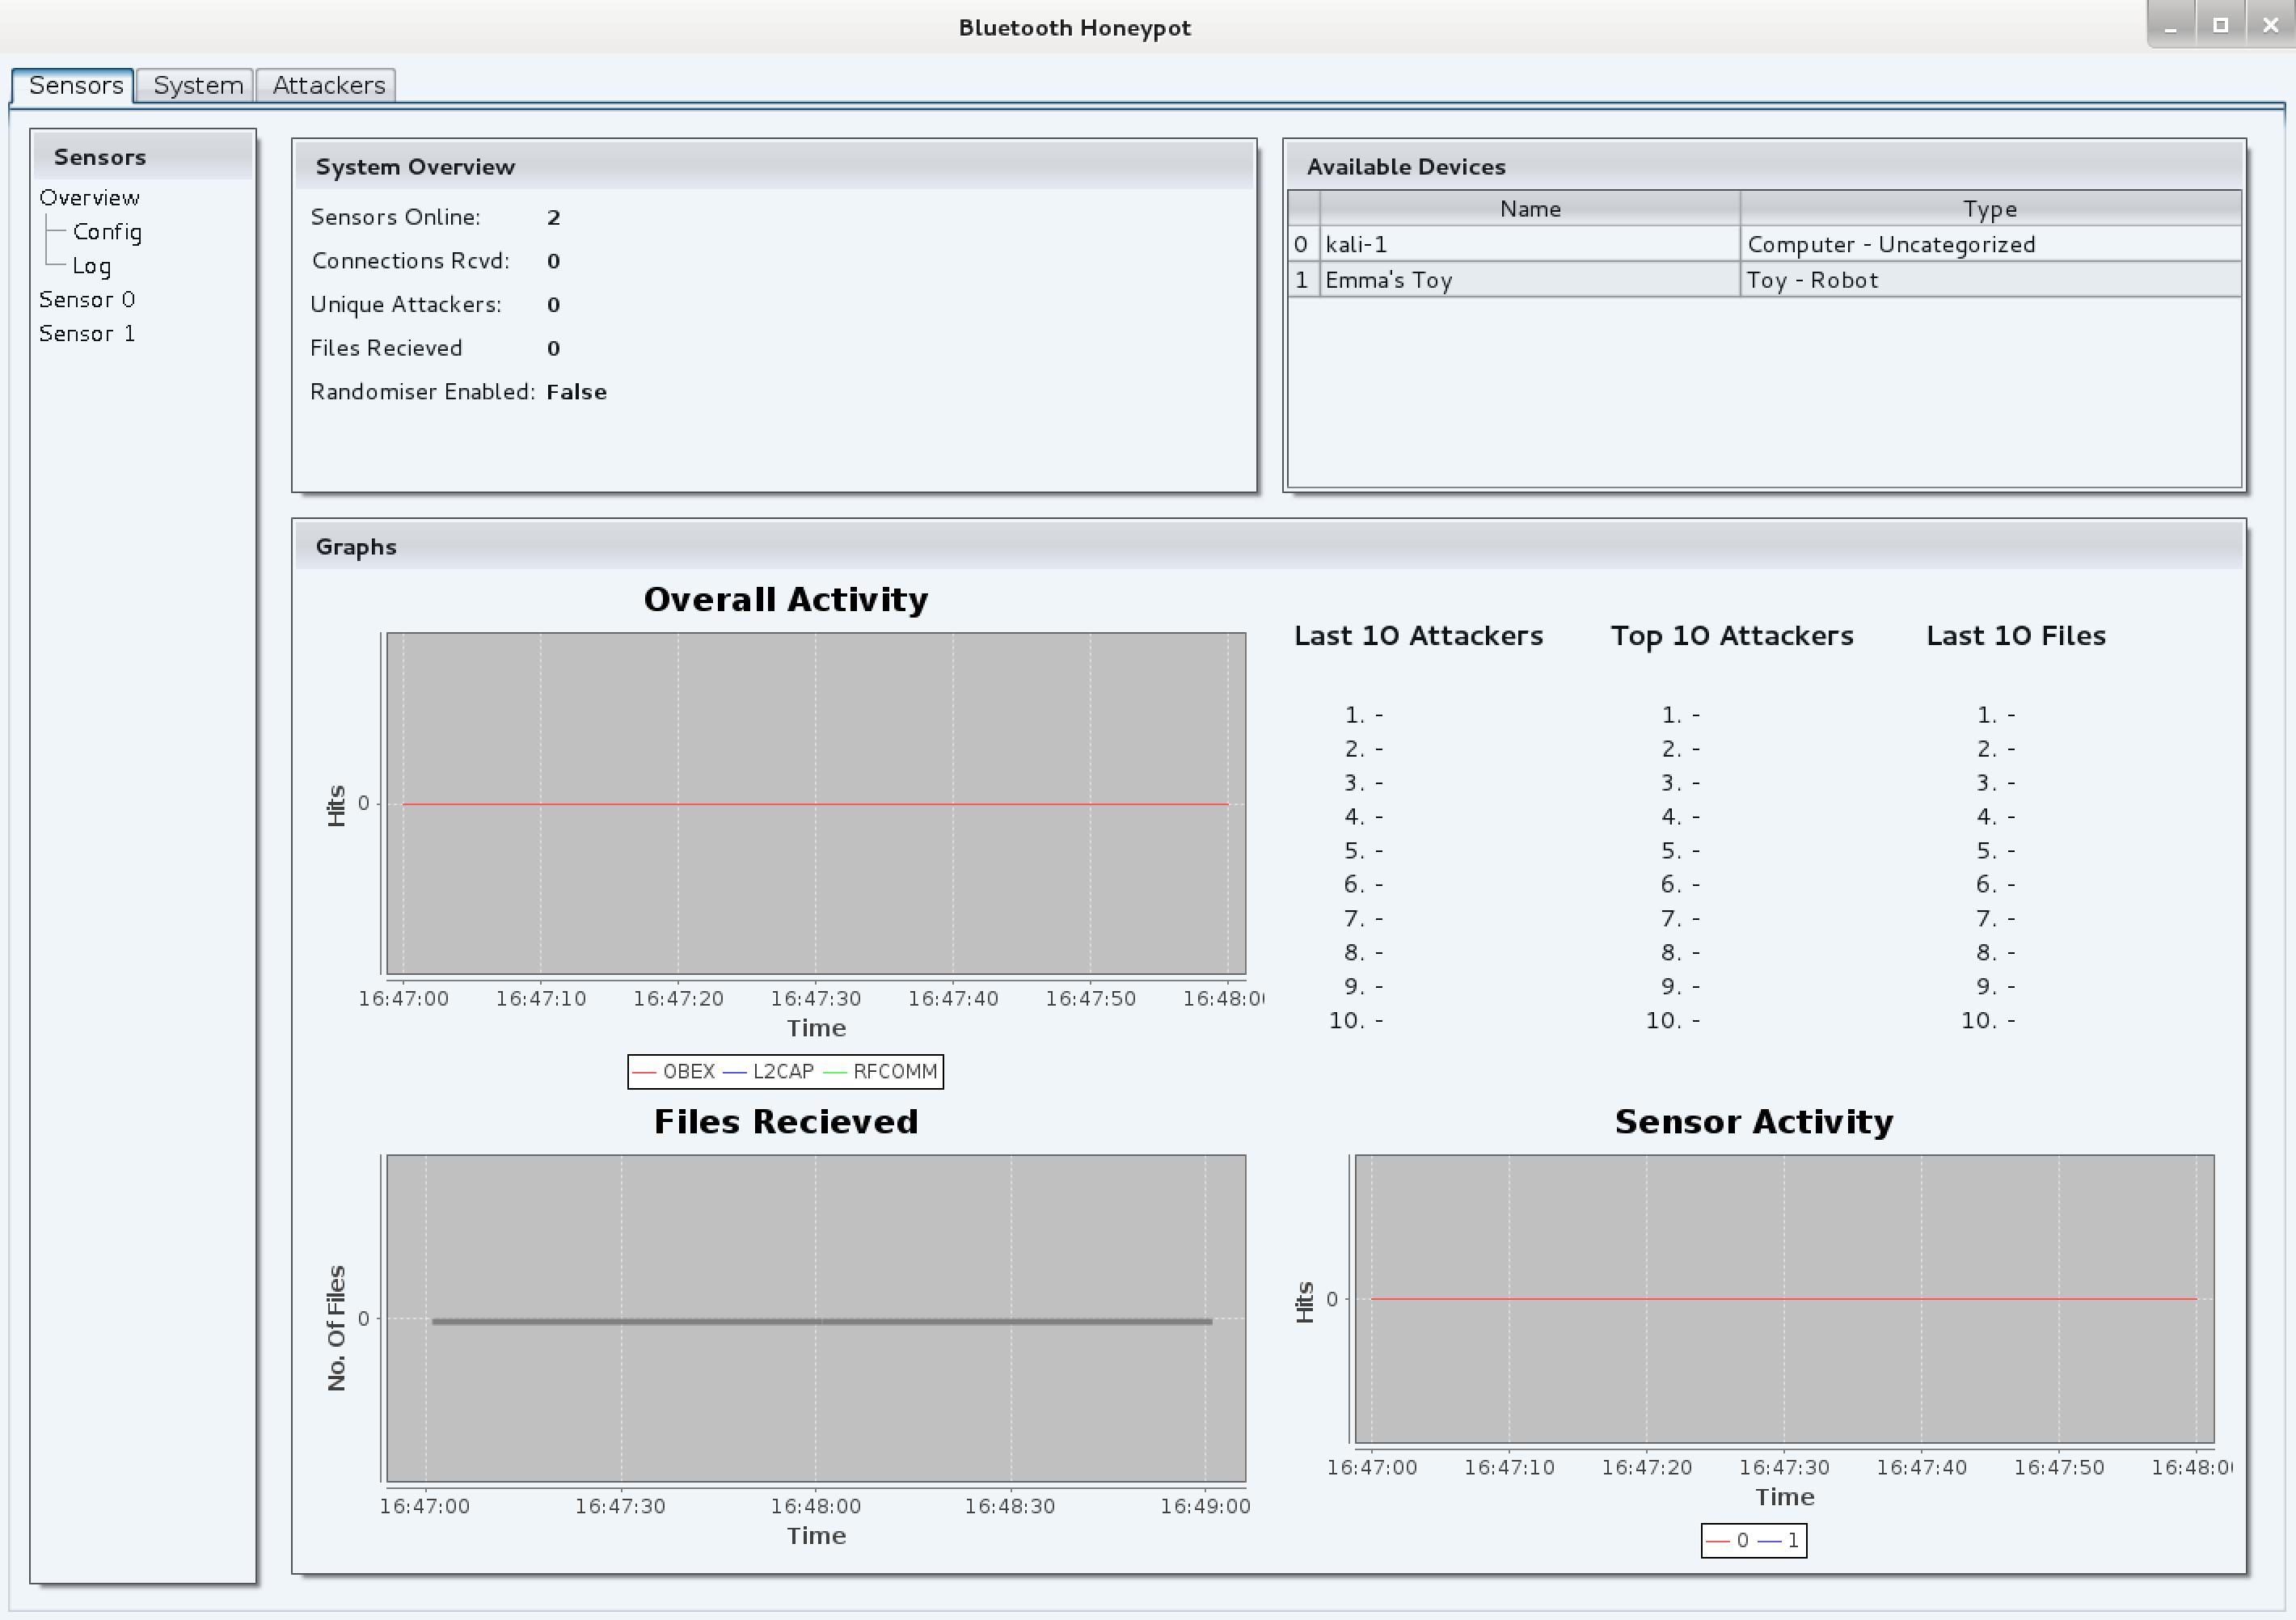 Bluetooth Honeypot
Sensors System Attackers
Sensors
Overview
Config
Log
Sensor 0
Sensor 1
System Overview
Sensors Online: 2
Connections Rcvd: 0
Unique Attackers: 0
Files Recieved 0
Randomiser Enabled: False
Available Devices
Name Type
0 kali-1 Computer - Uncategorized
1 Emma's Toy Toy - Robot
Graphs
Overall Activity
Hits
0
16:47:00 16:47:10 16:47:20 16:47:30 16:47:40 16:47:50 16:48:0
Time
OBEX L2CAP RFCOMM
Last 10 Attackers
1. -
2. -
3. -
4. -
5. -
6. -
7. -
8. -
9. -
10. -
Top 10 Attackers
1. -
2. -
3. -
4. -
5. -
6. -
7. -
8. -
9. -
10. -
Last 10 Files
1. -
2. -
3. -
4. -
5. -
6. -
7. -
8. -
9. -
10. -
Files Recieved
No. Of Files
0
16:47:00 16:47:30 16:48:00 16:48:30 16:49:00
Time
Sensor Activity
Hits
0
16:47:00 16:47:10 16:47:20 16:47:30 16:47:40 16:47:50 16:48:0
Time
0 1